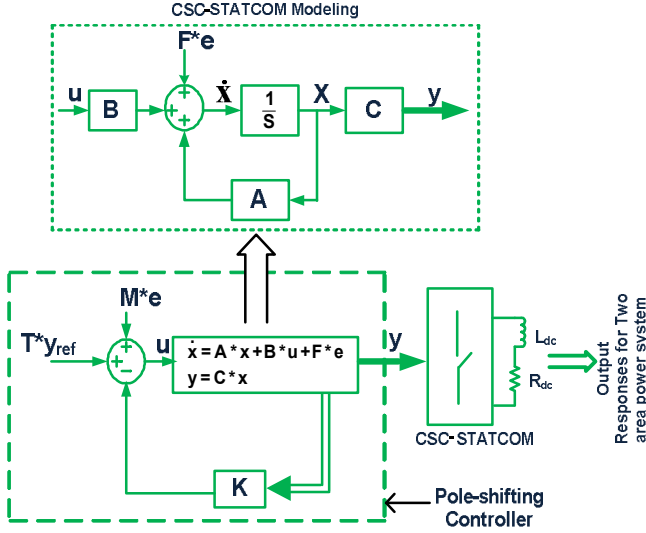 CSC-STATCOM Modeling
F*e
u
B
ẋ
1
S
X
C
y
A
M*e
T*yref
u
ẋ = A*x+B*u+F*e
y = C*x
y
K
Ldc
Rdc
CSC-STATCOM
Output
Responses for Two
area power system
Pole-shifting
Controller